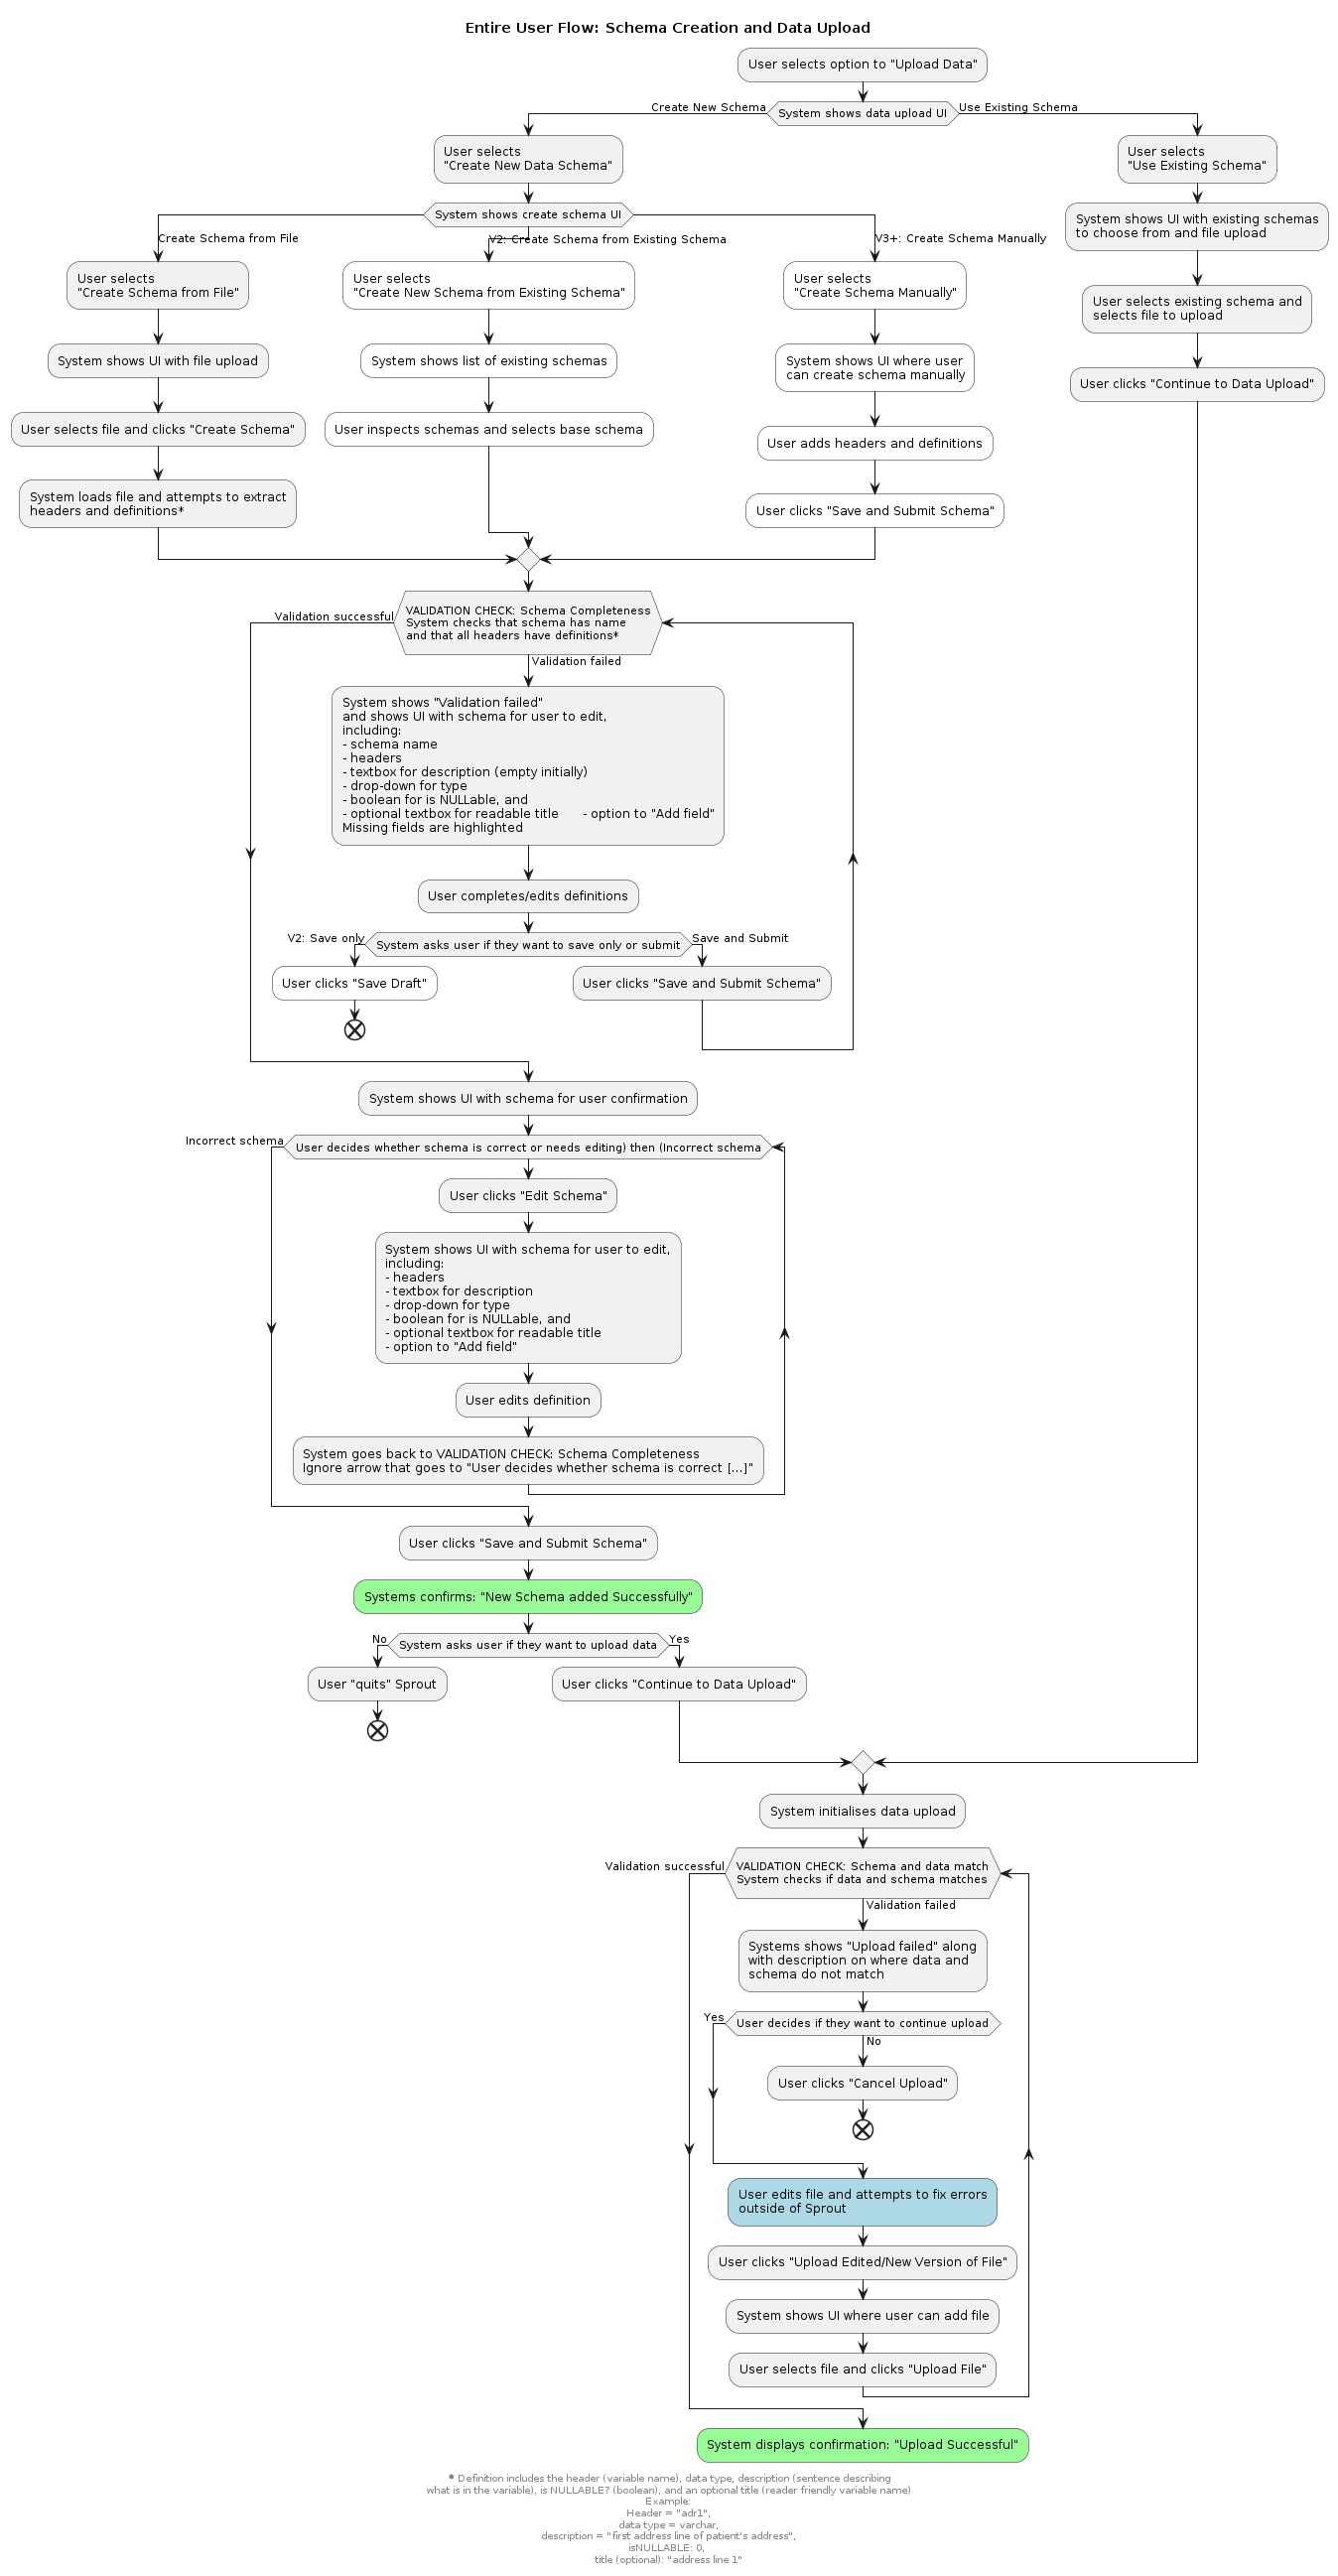 Entire User Flow: Schema Creation and Data Upload
User selects option to "Upload Data"
Create New Schema
System shows data upload UI
Use Existing Schema
User selects
"Create New Data Schema"
User selects
"Use Existing Schema"
System shows create schema UI
System shows UI with existing schemas
to choose from and file upload
Create Schema from File
V2: Create Schema from Existing Schema
V3+: Create Schema Manually
User selects
"Create Schema from File"
User selects
"Create New Schema from Existing Schema"
User selects
"Create Schema Manually"
User selects existing schema and
selects file to upload
System shows UI with file upload
System shows list of existing schemas
System shows UI where user
can create schema manually
User clicks "Continue to Data Upload"
User selects file and clicks "Create Schema"
User inspects schemas and selects base schema
User adds headers and definitions
System loads file and attempts to extract
headers and definitions*
User clicks "Save and Submit Schema"
Validation successful
VALIDATION CHECK: Schema Completeness
System checks that schema has name
and that all headers have definitions*
Validation failed
System shows "Validation failed"
and shows UI with schema for user to edit,
including:
- schema name
- headers
- textbox for description (empty initially)
- drop-down for type
- boolean for is NULLable, and
- optional textbox for readable title      - option to "Add field"
Missing fields are highlighted
User completes/edits definitions
V2: Save only
System asks user if they want to save only or submit
Save and Submit
User clicks "Save Draft"
User clicks "Save and Submit Schema"
System shows UI with schema for user confirmation
Incorrect schema
User decides whether schema is correct or needs editing) then (Incorrect schema
User clicks "Edit Schema"
System shows UI with schema for user to edit,
including:
- headers
- textbox for description
- drop-down for type
- boolean for is NULLable, and
- optional textbox for readable title
- option to "Add field"
User edits definition
System goes back to VALIDATION CHECK: Schema Completeness
Ignore arrow that goes to "User decides whether schema is correct [...]"
User clicks "Save and Submit Schema"
Systems confirms: "New Schema added Successfully"
No
System asks user if they want to upload data
Yes
User "quits" Sprout
User clicks "Continue to Data Upload"
System initialises data upload
Validation successful
VALIDATION CHECK: Schema and data match
System checks if data and schema matches
Validation failed
Systems shows "Upload failed" along
with description on where data and
schema do not match
Yes
User decides if they want to continue upload
No
User clicks "Cancel Upload"
User edits file and attempts to fix errors
outside of Sprout
User clicks "Upload Edited/New Version of File"
System shows UI where user can add file
User selects file and clicks "Upload File"
System displays confirmation: "Upload Successful"
* Definition includes the header (variable name), data type, description (sentence describing
what is in the variable), is NULLABLE? (boolean), and an optional title (reader friendly variable name)
Example:
Header = "adr1",
data type = varchar,
description = "first address line of patient's address",
isNULLABLE: 0,
title (optional): "address line 1"